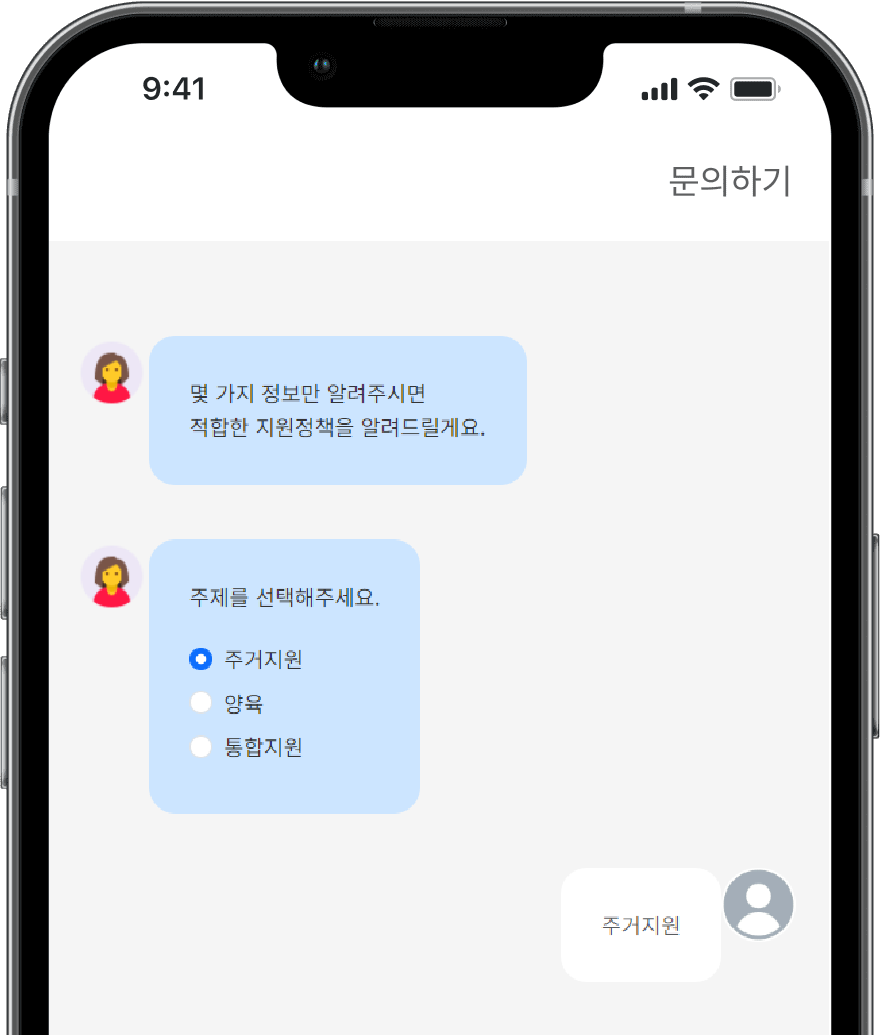 9:41
문의하기
몇 가지 정보만 알려주시면
적합한 지원정책을 알려드릴게요.
주제를 선택해주세요.
주거지원
양육
통합지원
주거지원